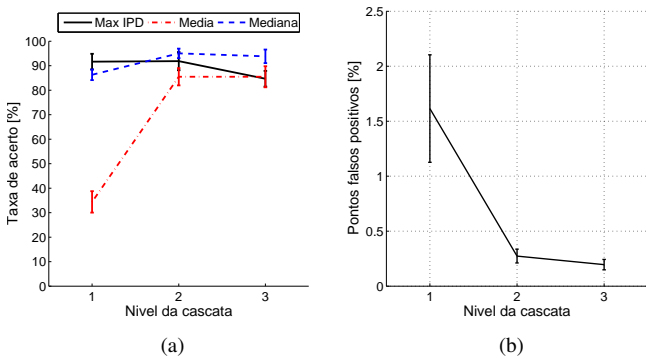 Max IPD Media Mediana
Taxa de acerto [%]
100
90
80
70
60
50
40
30
20
10
0
1 2 3
Nivel da cascata
(a)
Pontos falsos positivos [%]
2.5
2
1.5
1
0.5
0
1 2 3
Nivel da cascata
(b)